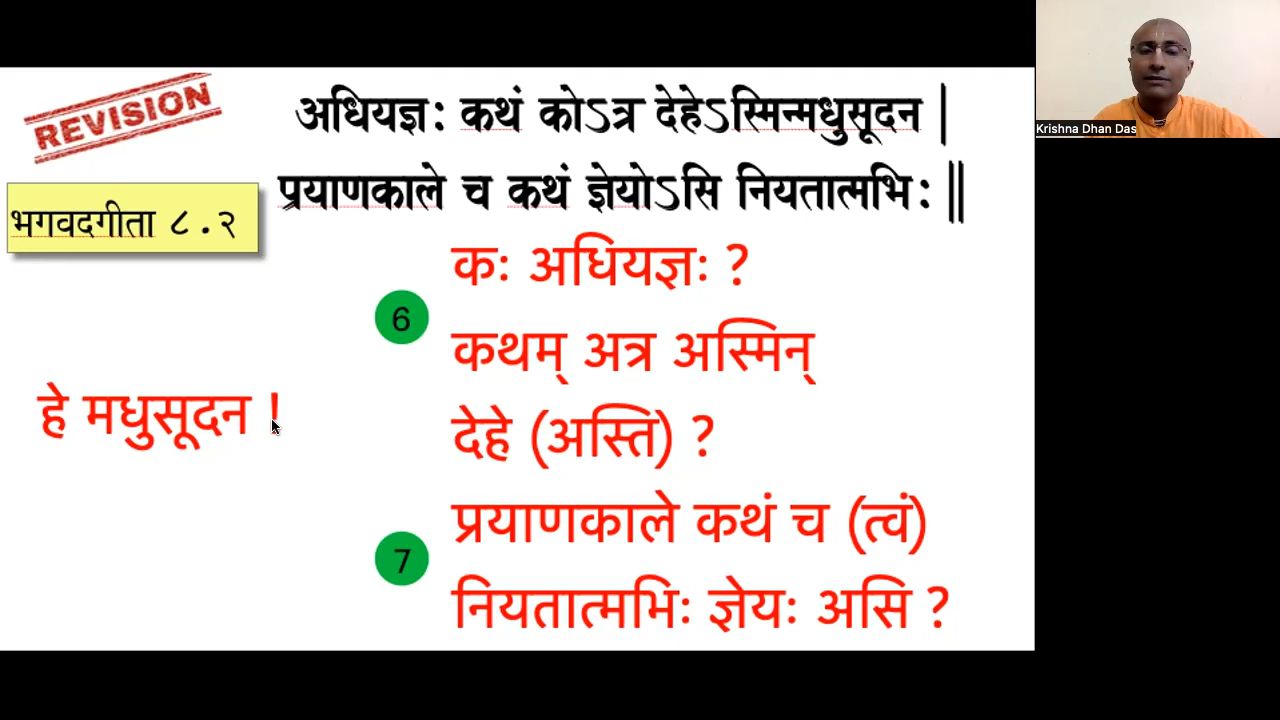 REVISION
अधियज्ञः कथं कोऽत्र देहेऽस्मिन्मधुसूदन |
प्रयाणकाले च कथं ज्ञेयोऽसि नियतात्मभिः ||
भगवदगीता ८.२
कः अधियज्ञः ?
6
कथम् अत्र अस्मिन्
देहे (अस्ति) ?
हे मधुसूदन !
प्रयाणकाले कथं च (त्वं)
7
नियतात्मभिः ज्ञेयः असि ?
Krishna Dhan Das